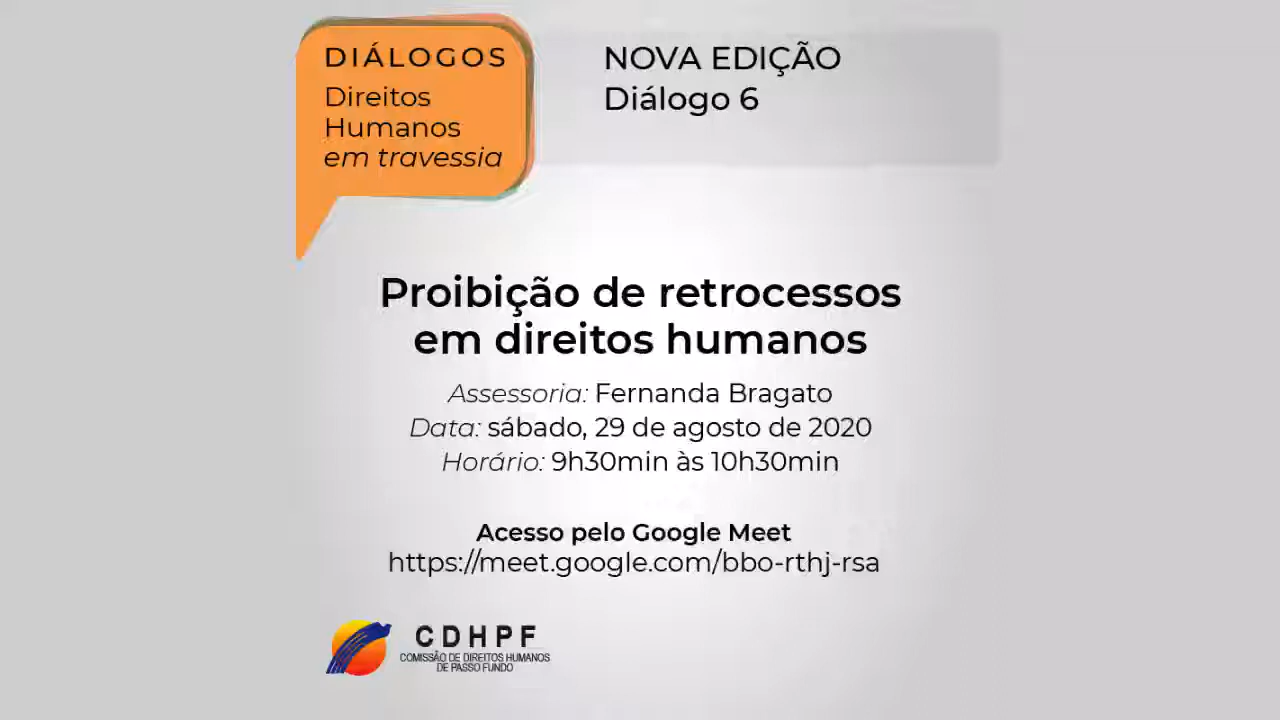 DIÁLOGOS
Direitos
Humanos
em travessia
NOVA EDIÇÃO
Diálogo 6
Proibição de retrocessos
em direitos humanos
Assessoria: Fernanda Bragato
Data: sábado, 29 de agosto de 2020
Horário: 9h30min às 10h30min
Acesso pelo Google Meet
https://meet.google.com/bbo-rthj-rsa
CDHPF
COMISSÃO DE DIREITOS HUMANOS
DE PASSO FUNDO